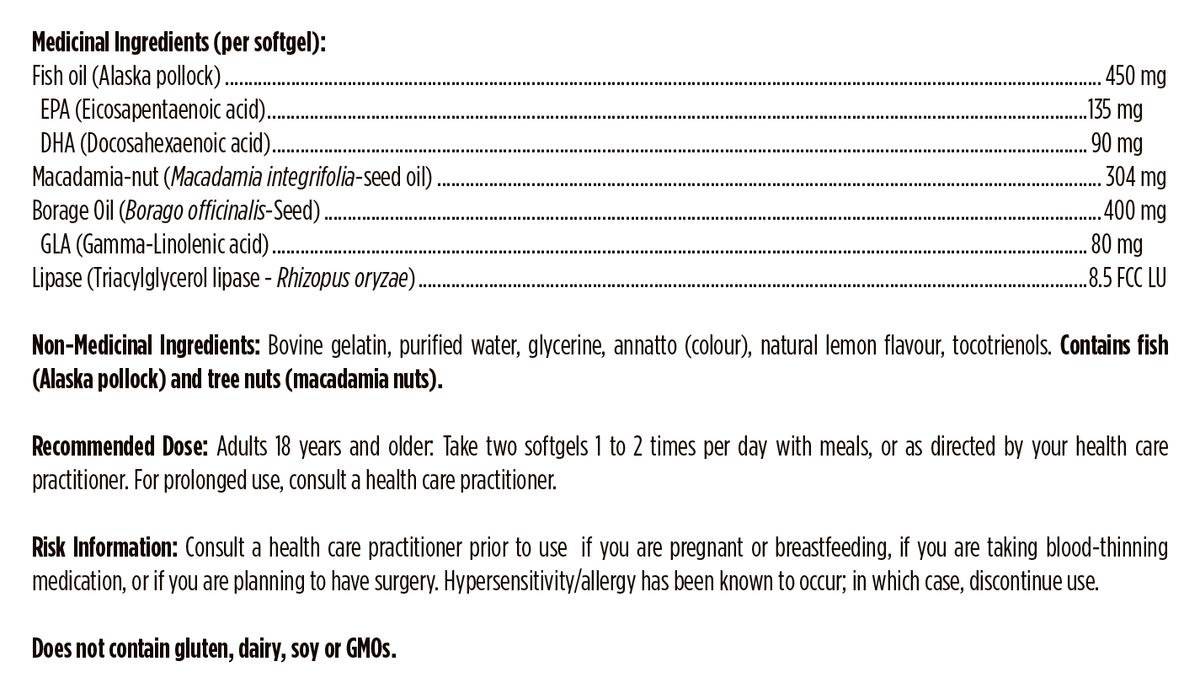 Medicinal Ingredients (per softgel):
Fish oil (Alaska pollock) 450 mg
EPA (Eicosapentaenoic acid) 135 mg
DHA (Docosahexaenoic acid) 90 mg
Macadamia-nut (Macadamia integrifolia-seed oil) 304 mg
Borage Oil (Borago officinalis-Seed) 400 mg
GLA (Gamma-Linolenic acid) 80 mg
Lipase (Triacylglycerol lipase - Rhizopus oryzae) 8.5 FCC LU
Non-Medicinal Ingredients: Bovine gelatin, purified water, glycerine, annatto (colour), natural lemon flavour, tocotrienols. Contains fish
(Alaska pollock) and tree nuts (macadamia nuts).
Recommended Dose: Adults 18 years and older: Take two softgels 1 to 2 times per day with meals, or as directed by your health care
practitioner. For prolonged use, consult a health care practitioner.
Risk Information: Consult a health care practitioner prior to use if you are pregnant or breastfeeding, if you are taking blood-thinning
medication, or if you are planning to have surgery. Hypersensitivity/allergy has been known to occur; in which case, discontinue use.
Does not contain gluten, dairy, soy or GMOs.